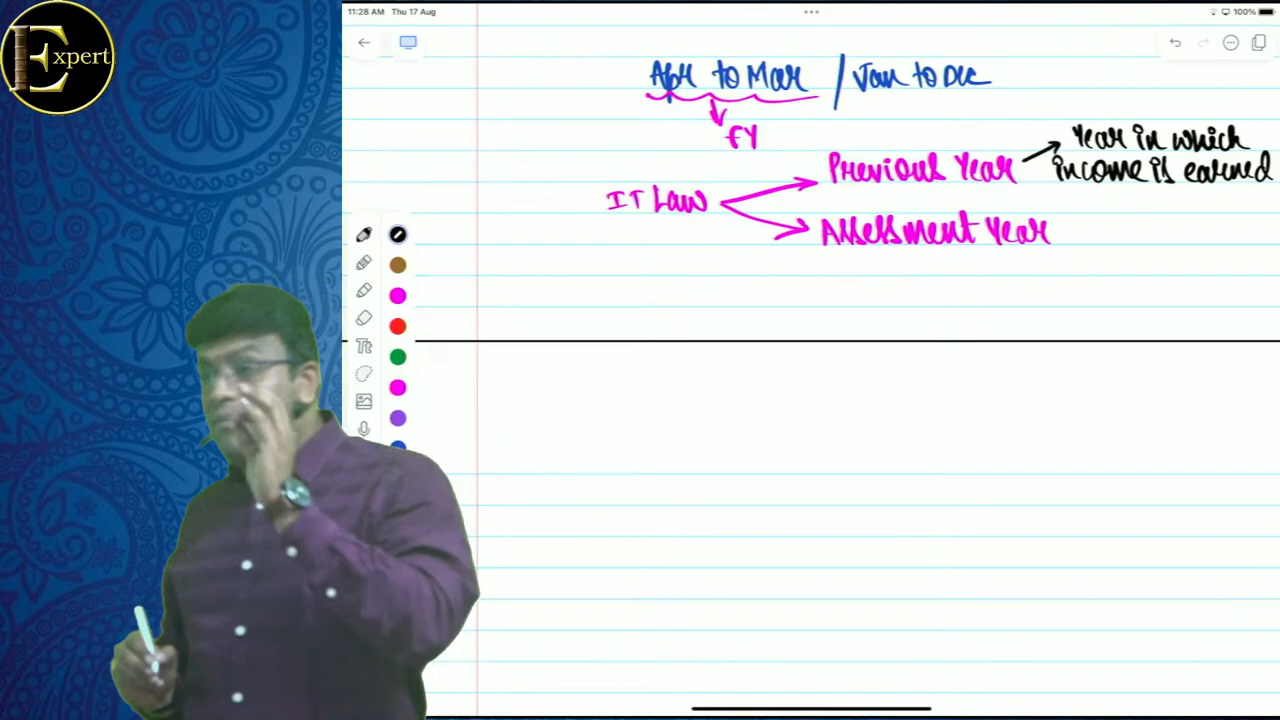 Expert
11:28 AM Thu 17 Aug
100%
Apr to Mar / Jan to Dec
FY
Year in which
income is earned
Previous Year
IT Law
Assessment Year
Tt